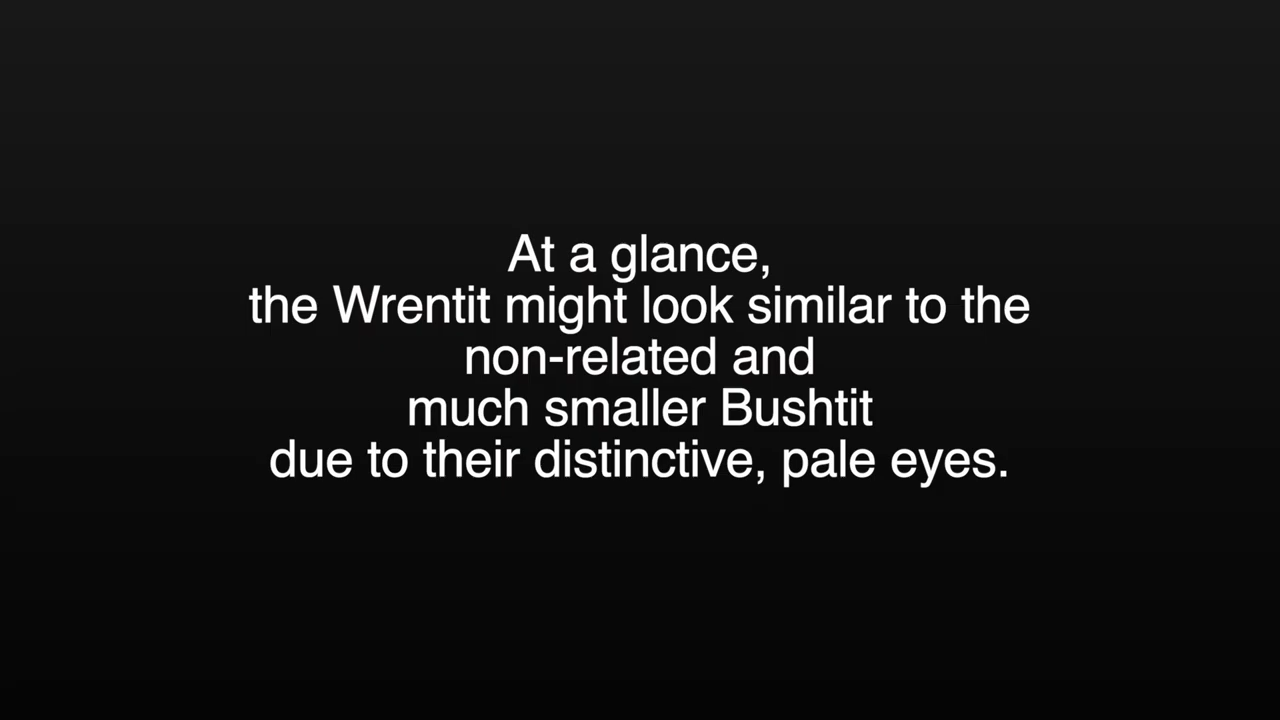 At a glance,
the Wrentit might look similar to the
non-related and
much smaller Bushtit
due to their distinctive, pale eyes.